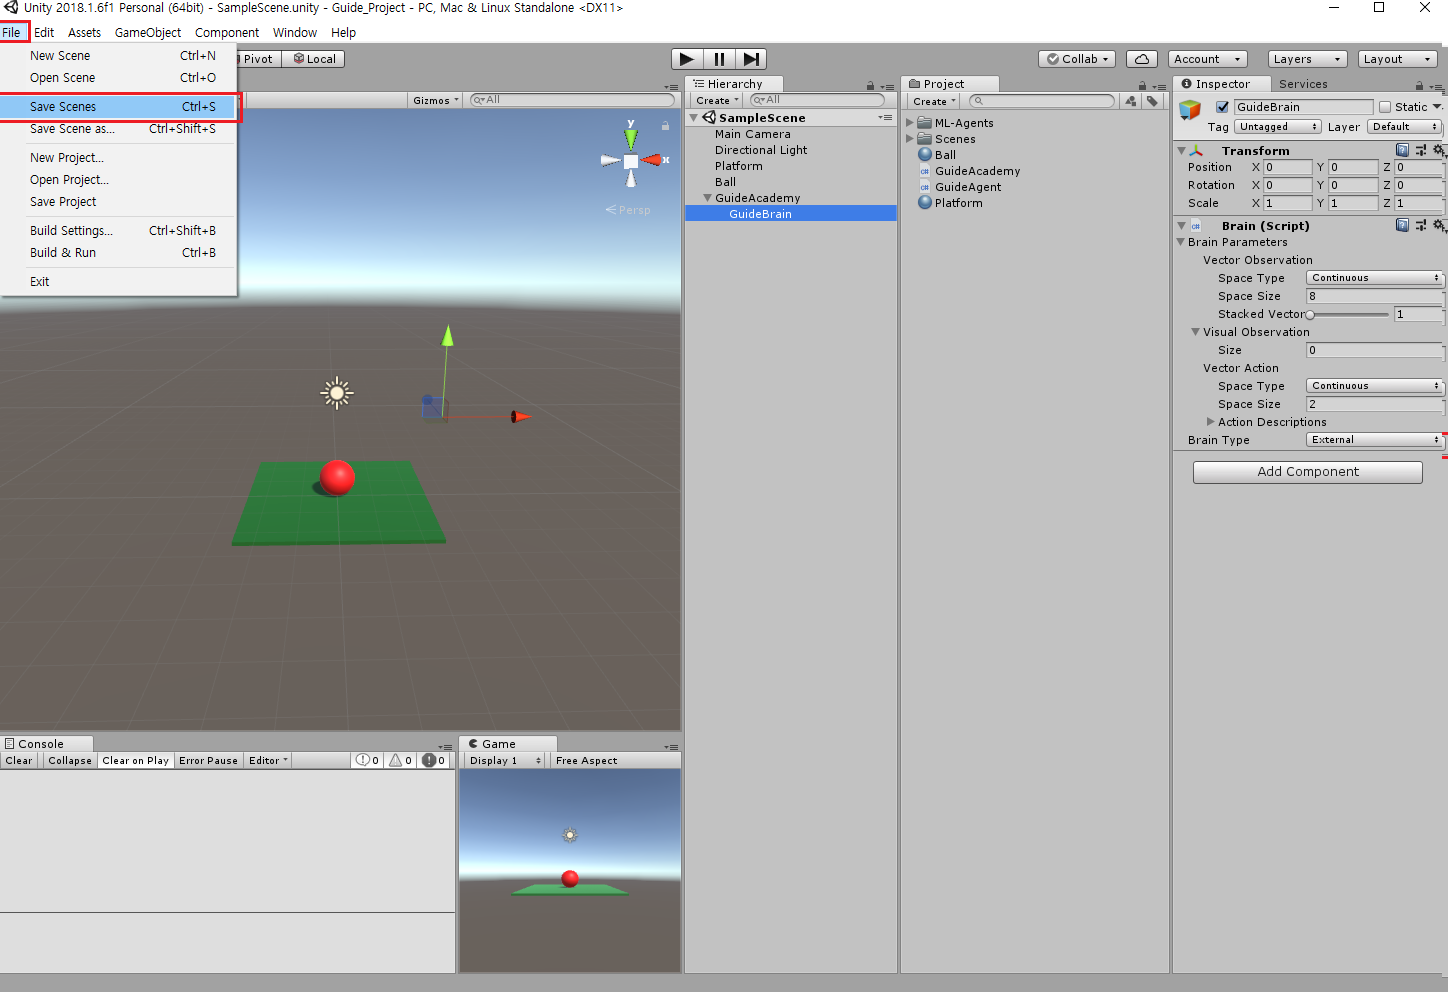 Unity 2018.1.6f1 Personal (64bit) - SampleScene.unity - Guide_Project - PC, Mac & Linux Standalone <DX11>
File Edit Assets GameObject Component Window Help
New Scene Ctrl+N
Open Scene Ctrl+O
Save Scenes Ctrl+S
Save Scene as... Ctrl+Shift+S
New Project...
Open Project...
Save Project
Build Settings... Ctrl+Shift+B
Build & Run Ctrl+B
Exit
Pivot Local
Collab Account Layers Layout
Gizmos All
y
x
Persp
Hierarchy
Create All
SampleScene
Main Camera
Directional Light
Platform
Ball
GuideAcademy
GuideBrain
Project
Create
ML-Agents
Scenes
Ball
GuideAcademy
GuideAgent
Platform
Inspector Services
GuideBrain Static
Tag Untagged Layer Default
Transform
Position X 0 Y 0 Z 0
Rotation X 0 Y 0 Z 0
Scale X 1 Y 1 Z 1
Brain (Script)
Brain Parameters
Vector Observation
Space Type Continuous
Space Size 8
Stacked Vector 1
Visual Observation
Size 0
Vector Action
Space Type Continuous
Space Size 2
Action Descriptions
Brain Type External
Add Component
Console
Clear Collapse Clear on Play Error Pause Editor 0 0 0
Game
Display 1 Free Aspect